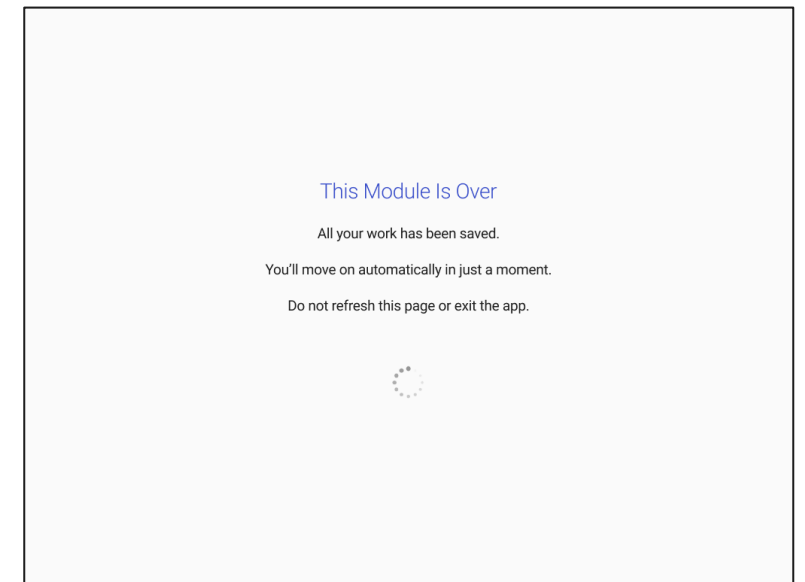 This Module Is Over
All your work has been saved.
You’ll move on automatically in just a moment.
Do not refresh this page or exit the app.